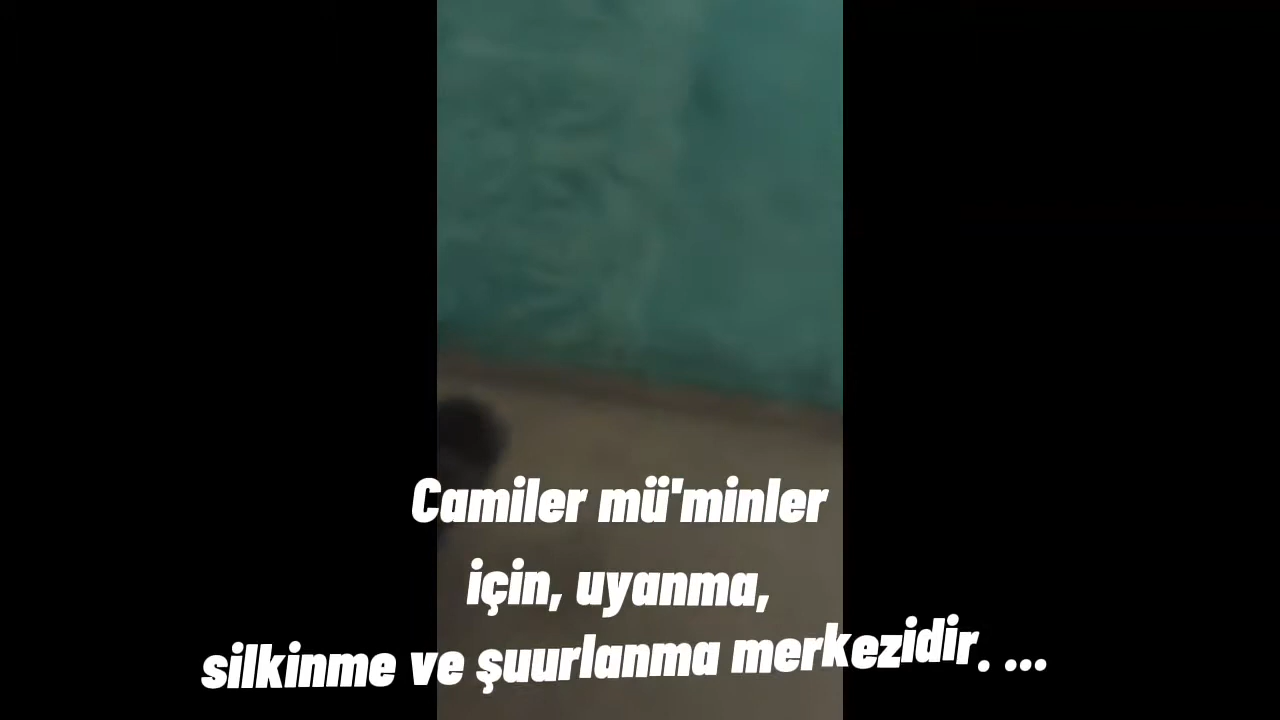 Camiler mü'minler
için, uyanma,
silkinme ve şuurlanma merkezidir. ...